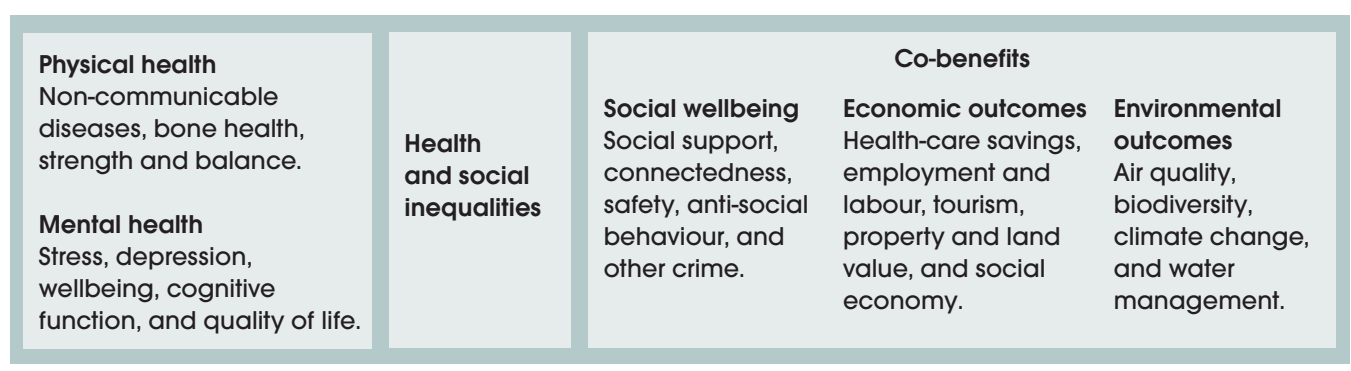 Physical health
Non-communicable
diseases, bone health,
strength and balance.
Mental health
Stress, depression,
wellbeing, cognitive
function, and quality of life.
Health
and social
inequalities
Co-benefits
Social wellbeing
Social support,
connectedness,
safety, anti-social
behaviour, and
other crime.
Economic outcomes
Health-care savings,
employment and
labour, tourism,
property and land
value, and social
economy.
Environmental
outcomes
Air quality,
biodiversity,
climate change,
and water
management.